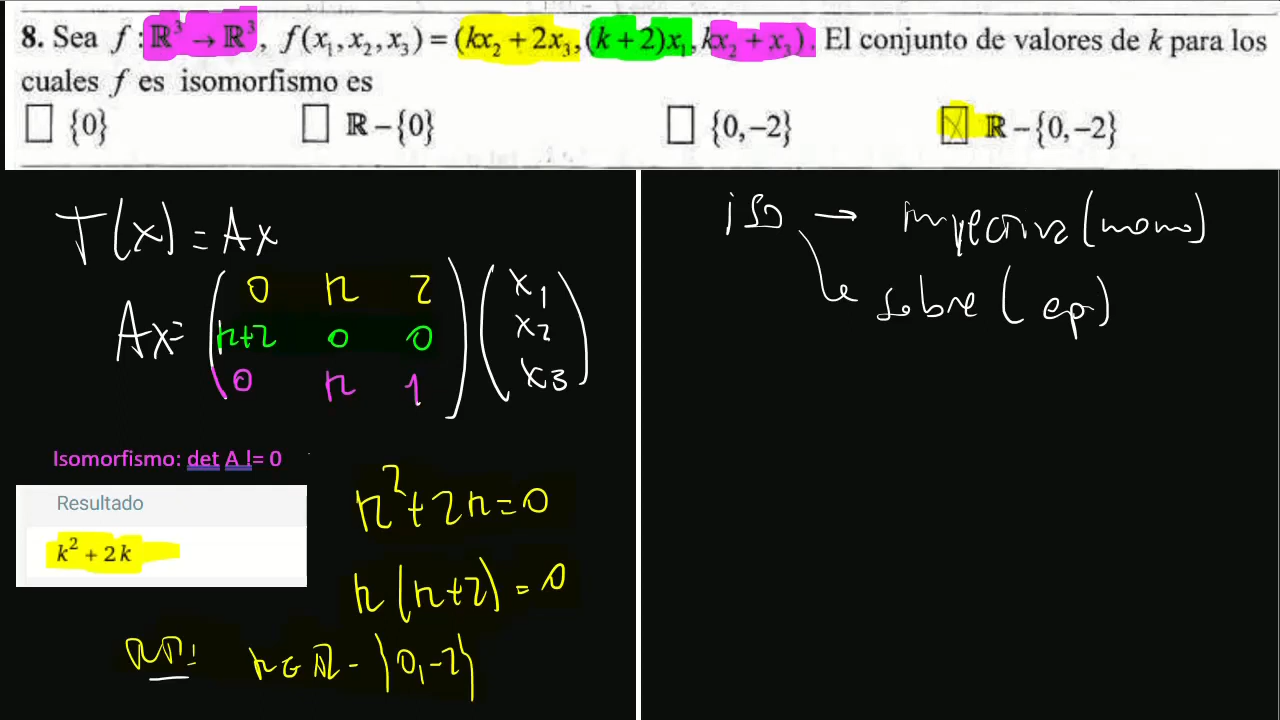 8. Sea f : ℝ³ → ℝ³, f(x₁, x₂, x₃) = (kx₂ + 2x₃, (k + 2)x₁, kx₂ + x₃). El conjunto de valores de k para los
cuales f es isomorfismo es
{0} ℝ – {0} {0, –2} ℝ – {0, –2}
T(x) = Ax
Ax = ( 0 k 2 ) ( x₁ )
k+2 0 0 x₂
0 k 1 x3
Isomorfismo: det A != 0
Resultado
k² + 2 k
k² + 2k = 0
k (k+2) = 0
k ∈ ℝ - {0, -2}
iso → inyectiva (mono)
sobre (epi)